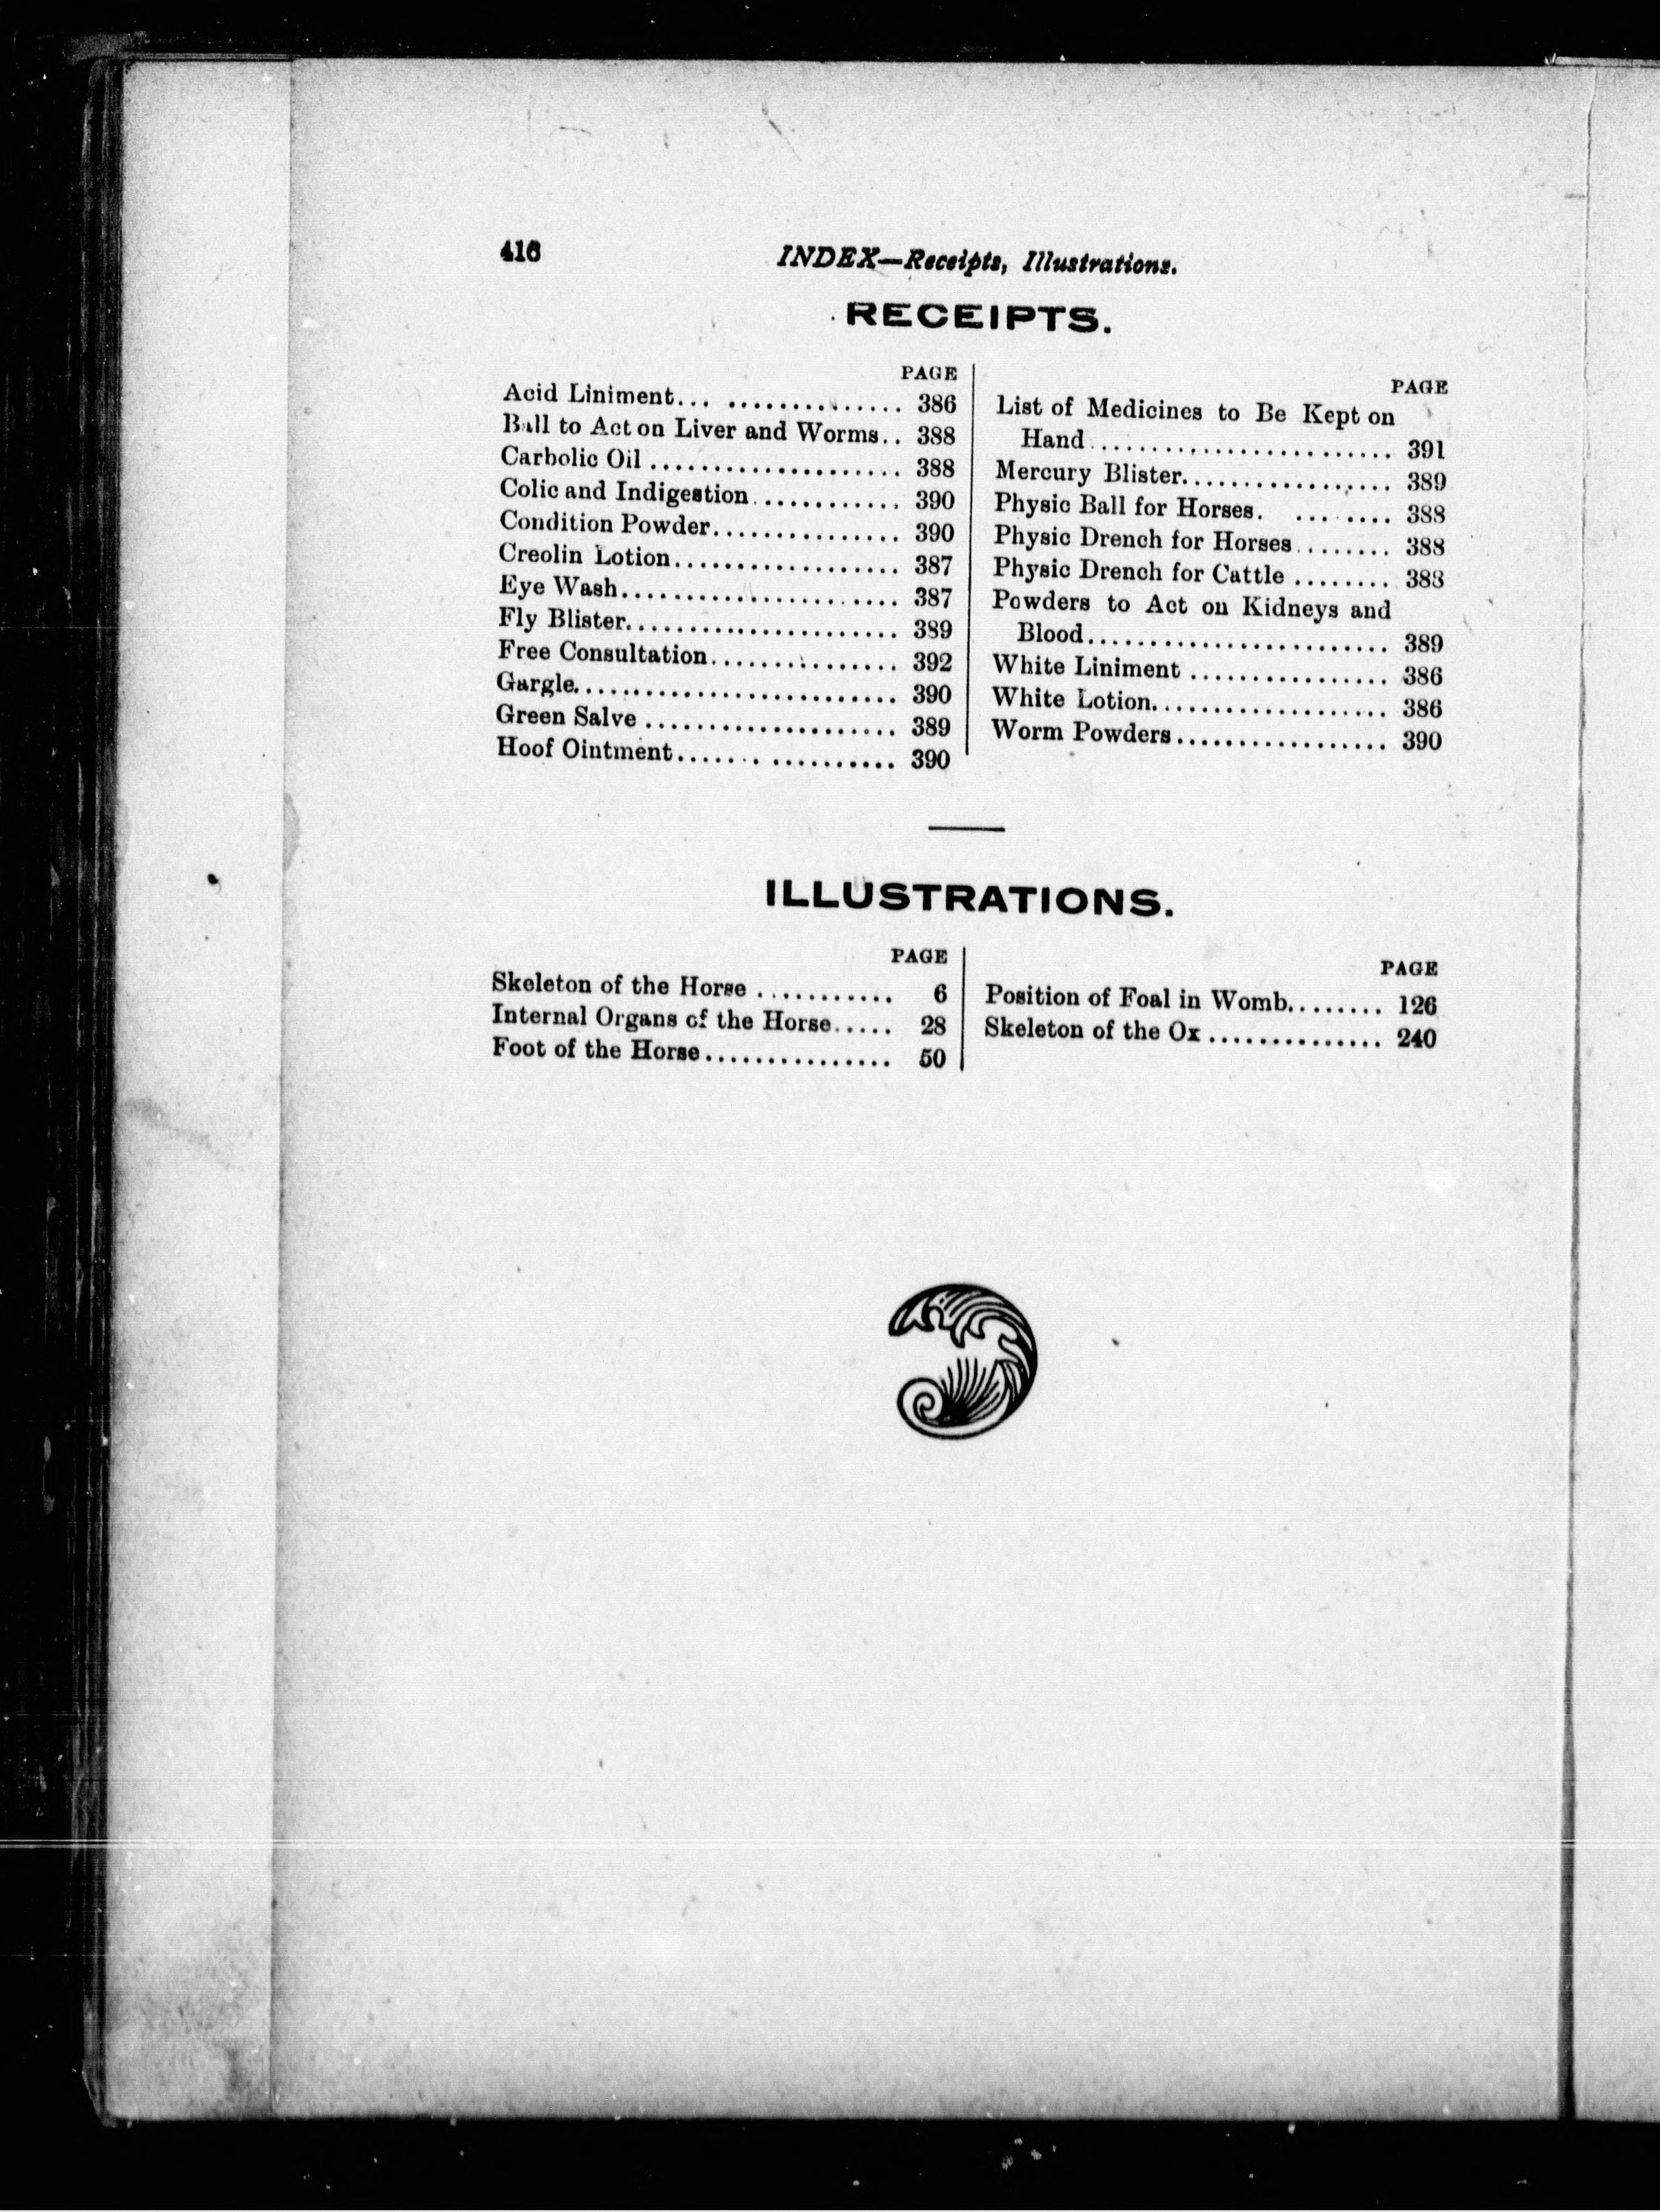 416
INDEX—Receipts, Illustrations.
RECEIPTS.
PAGE
Acid Liniment... .............. 386
Ball to Act on Liver and Worms.. 388
Carbolic Oil .................... 388
Colic and Indigestion............ 390
Condition Powder............... 390
Creolin Lotion.................. 387
Eye Wash...................... 387
Fly Blister...................... 389
Free Consultation............... 392
Gargle.......................... 390
Green Salve .................... 389
Hoof Ointment....... .......... 390
PAGE
List of Medicines to Be Kept on
Hand........................ 391
Mercury Blister................. 389
Physic Ball for Horses. ........ 388
Physic Drench for Horses........ 388
Physic Drench for Cattle ........ 388
Powders to Act on Kidneys and
Blood........................ 389
White Liniment ................ 386
White Lotion................... 386
Worm Powders................. 390
ILLUSTRATIONS.
PAGE
Skeleton of the Horse ........... 6
Internal Organs of the Horse..... 28
Foot of the Horse............... 50
PAGE
Position of Foal in Womb........ 126
Skeleton of the Ox .............. 240